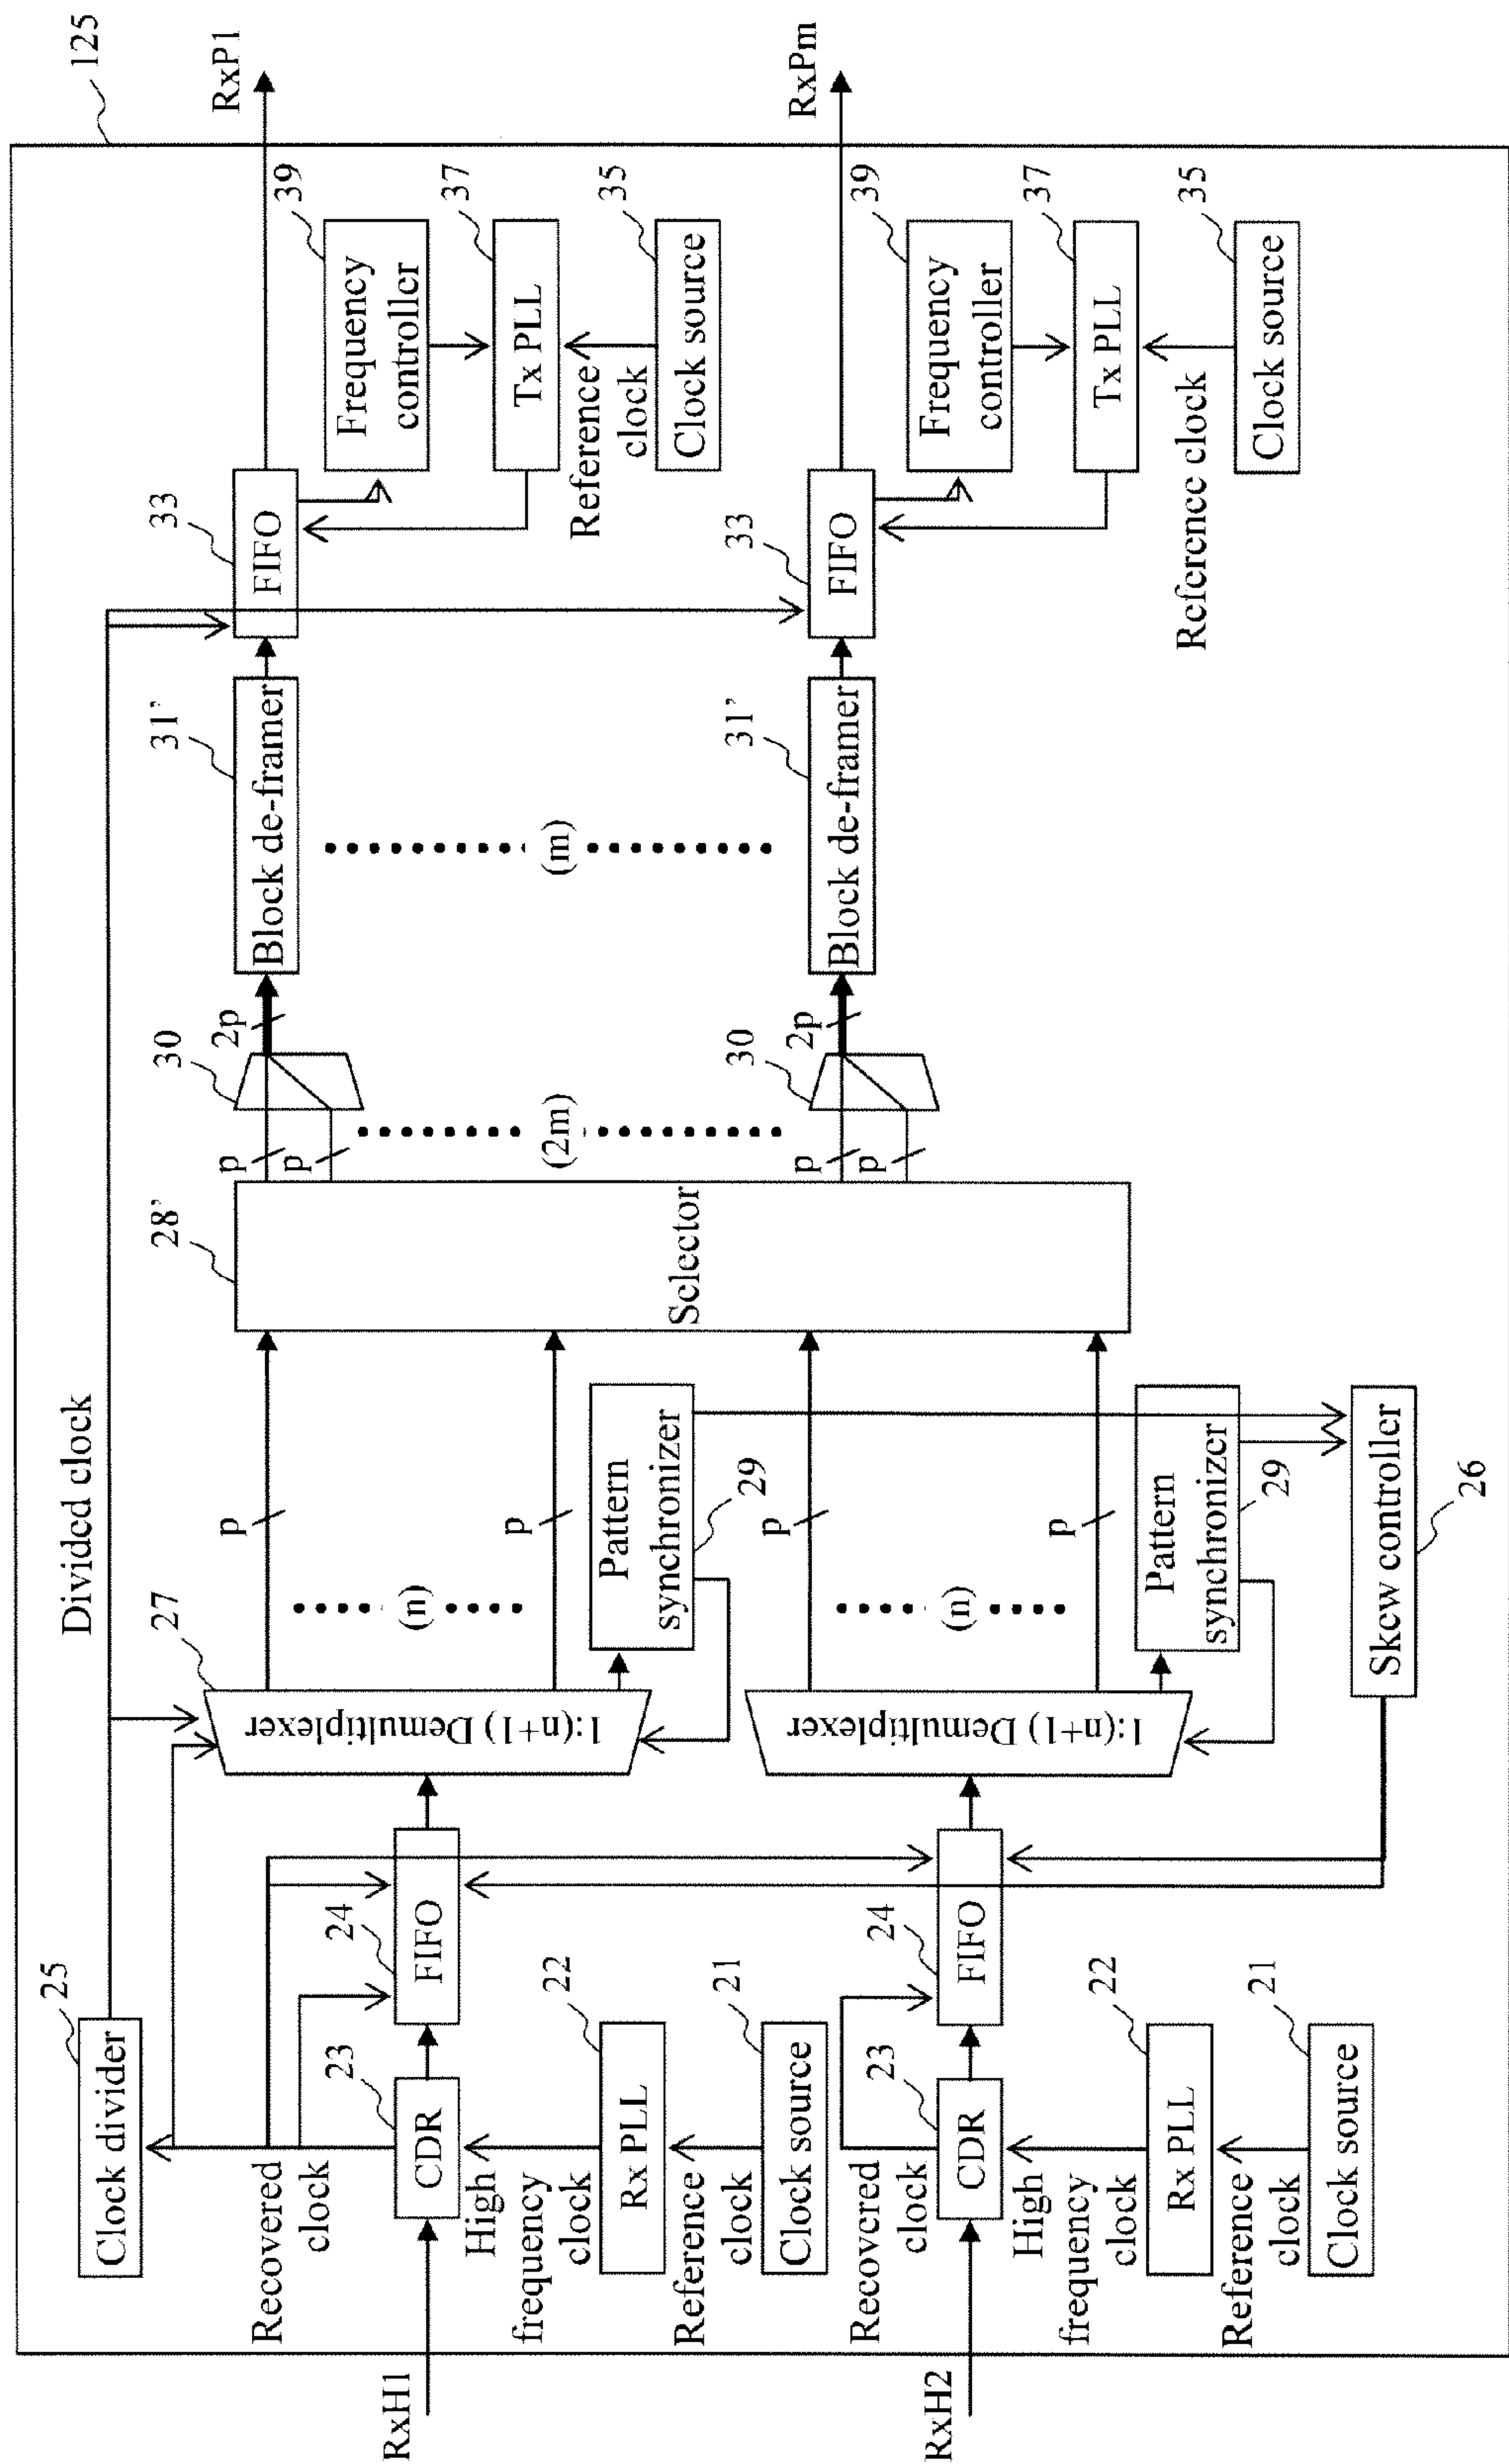 125
25
Clock divider
Divided clock
Recovered
clock
RxH1
23
CDR
24
FIFO
High
frequency
clock
22
Rx PLL
Reference
clock
21
Clock source
27
1:(n+1) Demultiplexer
p
(n)
p
Pattern
synchronizer
29
RxH2
Recovered
clock
23
CDR
24
FIFO
High
frequency
clock
22
Rx PLL
Reference
clock
21
Clock source
1:(n+1) Demultiplexer
p
(n)
p
Pattern
synchronizer
29
Skew controller
26
28'
Selector
p
p
30
2p
(2m)
p
p
30
2p
31'
Block de-framer
(m)
31'
Block de-framer
33
FIFO
RxP1
39
Frequency
controller
37
Tx PLL
Reference
clock
35
Clock source
33
FIFO
RxPm
39
Frequency
controller
37
Tx PLL
Reference clock
35
Clock source